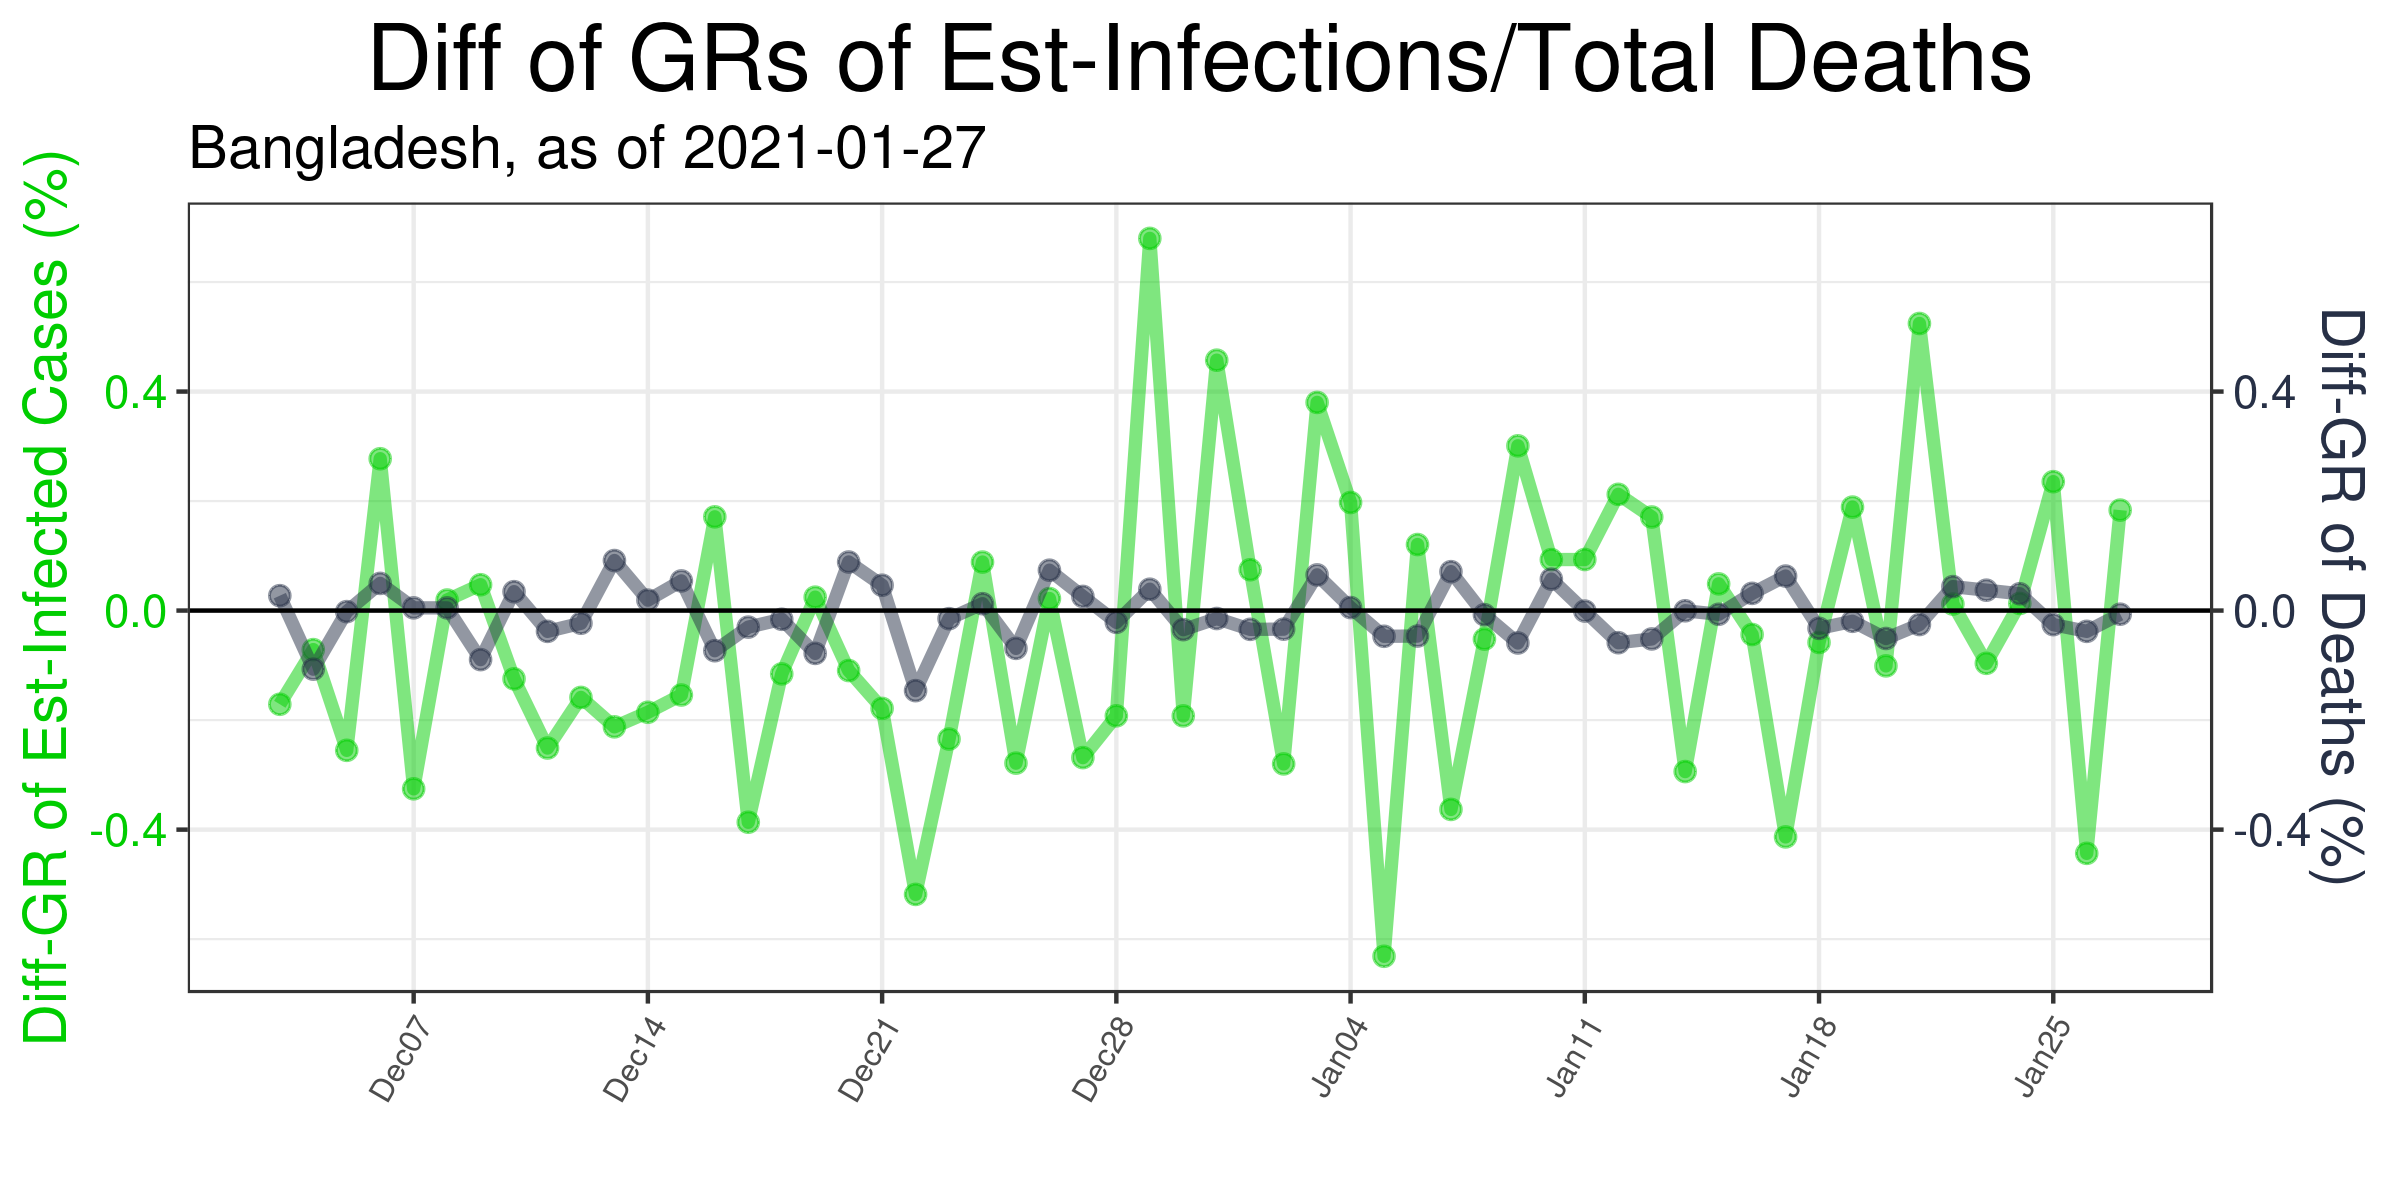 Diff of GRs of Est-Infections/Total Deaths
Bangladesh, as of 2021-01-27
Diff-GR of Est-Infected Cases (%)
0.4
0.0
-0.4
0.4
0.0
-0.4
Diff-GR of Deaths (%)
Dec07
Dec14
Dec21
Dec28
Jan04
Jan11
Jan18
Jan25